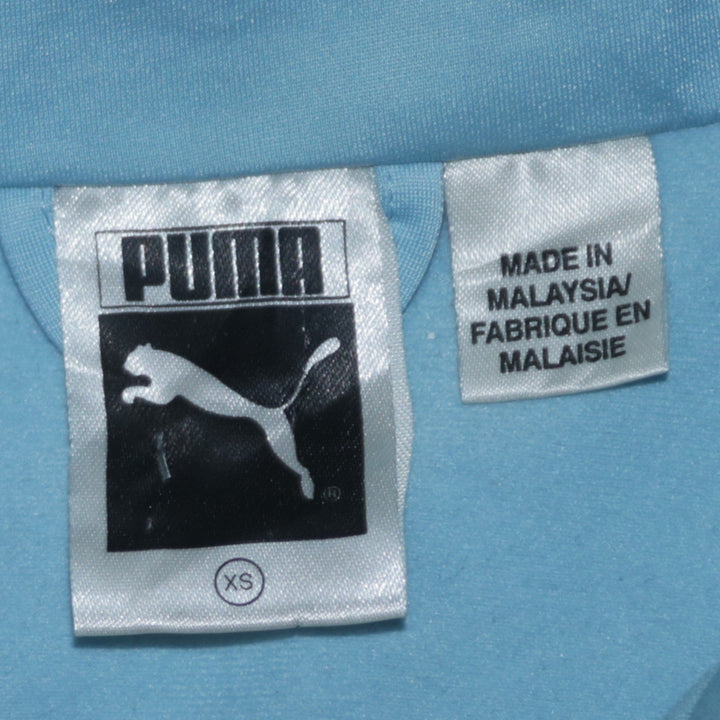 PUMA
®
XS
MADE IN
MALAYSIA/
FABRIQUE EN
MALAISIE